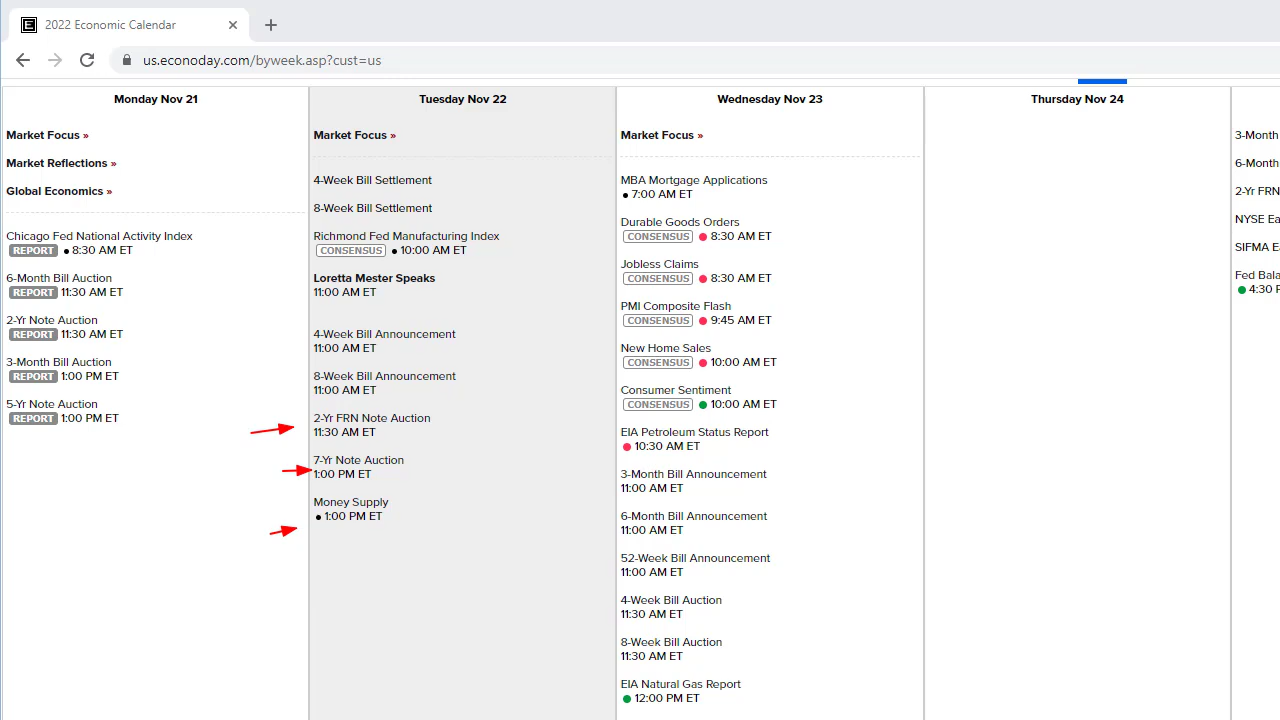 2022 Economic Calendar
us.econoday.com/byweek.asp?cust=us
Monday Nov 21
Market Focus »
Market Reflections »
Global Economics »
Chicago Fed National Activity Index
REPORT 8:30 AM ET
6-Month Bill Auction
REPORT 11:30 AM ET
2-Yr Note Auction
REPORT 11:30 AM ET
3-Month Bill Auction
REPORT 1:00 PM ET
5-Yr Note Auction
REPORT 1:00 PM ET
Tuesday Nov 22
Market Focus »
4-Week Bill Settlement
8-Week Bill Settlement
Richmond Fed Manufacturing Index
CONSENSUS 10:00 AM ET
Loretta Mester Speaks
11:00 AM ET
4-Week Bill Announcement
11:00 AM ET
8-Week Bill Announcement
11:00 AM ET
2-Yr FRN Note Auction
11:30 AM ET
7-Yr Note Auction
1:00 PM ET
Money Supply
1:00 PM ET
Wednesday Nov 23
Market Focus »
MBA Mortgage Applications
7:00 AM ET
Durable Goods Orders
CONSENSUS 8:30 AM ET
Jobless Claims
CONSENSUS 8:30 AM ET
PMI Composite Flash
CONSENSUS 9:45 AM ET
New Home Sales
CONSENSUS 10:00 AM ET
Consumer Sentiment
CONSENSUS 10:00 AM ET
EIA Petroleum Status Report
10:30 AM ET
3-Month Bill Announcement
11:00 AM ET
6-Month Bill Announcement
11:00 AM ET
52-Week Bill Announcement
11:00 AM ET
4-Week Bill Auction
11:30 AM ET
8-Week Bill Auction
11:30 AM ET
EIA Natural Gas Report
12:00 PM ET
Thursday Nov 24
3-Month
6-Month
2-Yr FRN
NYSE Ea
SIFMA E
Fed Bala
4:30 P